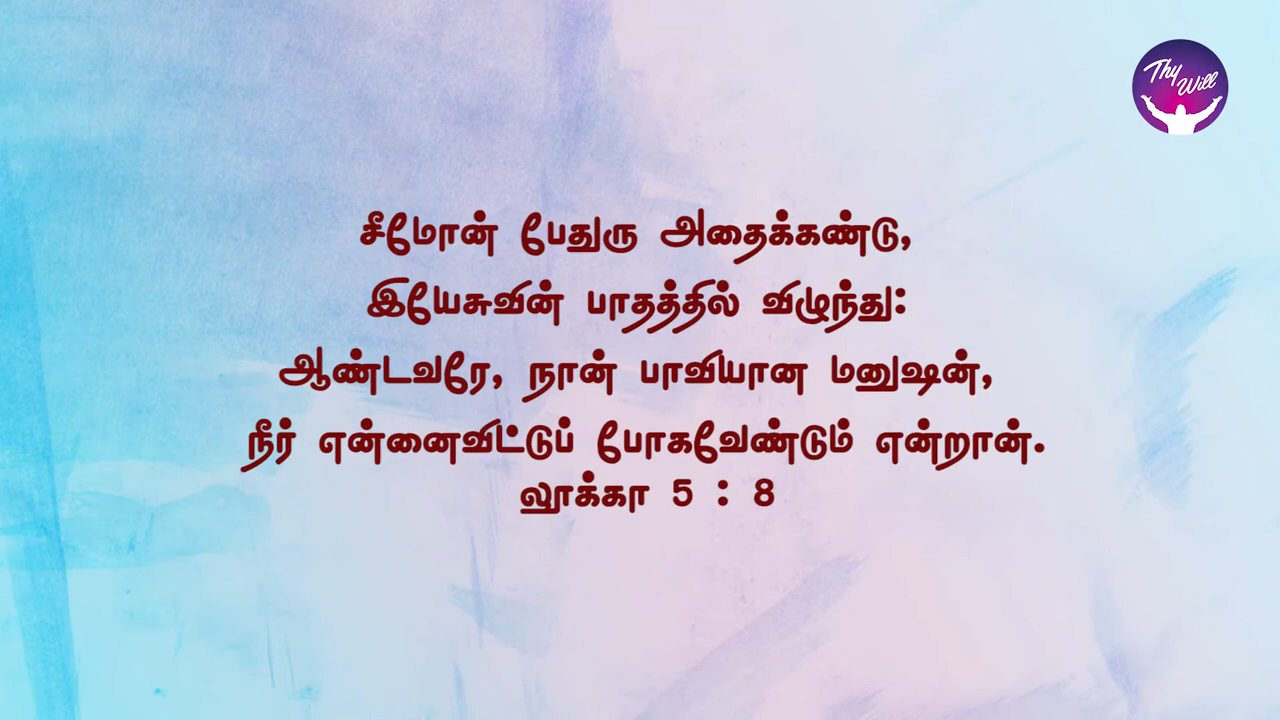 Thy Will
சீமோன் பேதுரு அதைக்கண்டு,
இயேசுவின் பாதத்தில் விழுந்து:
ஆண்டவரே, நான் பாவியான மனுஷன்,
நீர் என்னைவிட்டுப் போகவேண்டும் என்றான்.
லூக்கா 5 : 8